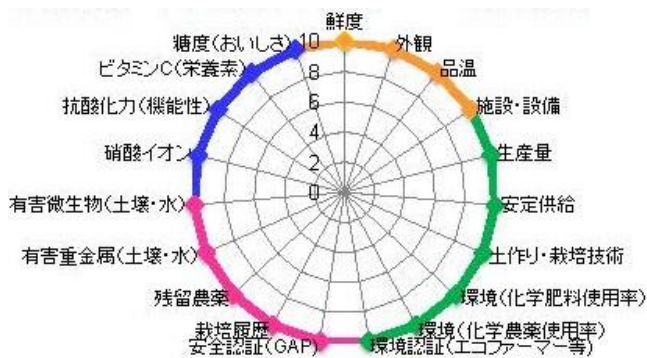 鮮度
外観
品温
施設・設備
生産量
安定供給
土作り・栽培技術
環境(化学肥料使用率)
環境(化学農薬使用率)
環境認証(エコファーマー等)
安全認証(GAP)
栽培履歴
残留農薬
有害重金属(土壌・水)
有害微生物(土壌・水)
硝酸イオン
抗酸化力(機能性)
ビタミンC(栄養素)
糖度(おいしさ)
10
8
6
4
2
0